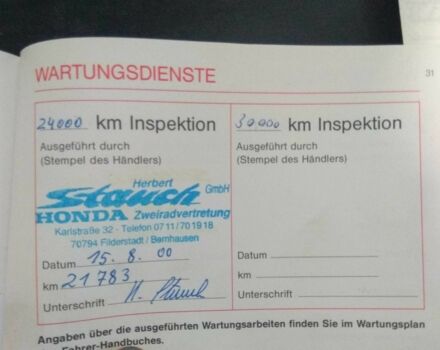 WARTUNGSDIENSTE
31
24000 km Inspektion
Ausgeführt durch
(Stempel des Händlers)
Herbert
Stauch GmbH
HONDA Zweiradvertretung
Karlstraße 32 - Telefon 0711/701918
70794 Filderstadt / Bernhausen
Datum 15. 8. 00
km 21783
Unterschrift H. Stauch
30000 km Inspektion
Ausgeführt durch
(Stempel des Händlers)
Datum
km
Unterschrift
Angaben über die ausgeführten Wartungsarbeiten finden Sie im Wartungsplan
Fahrer-Handbuches.